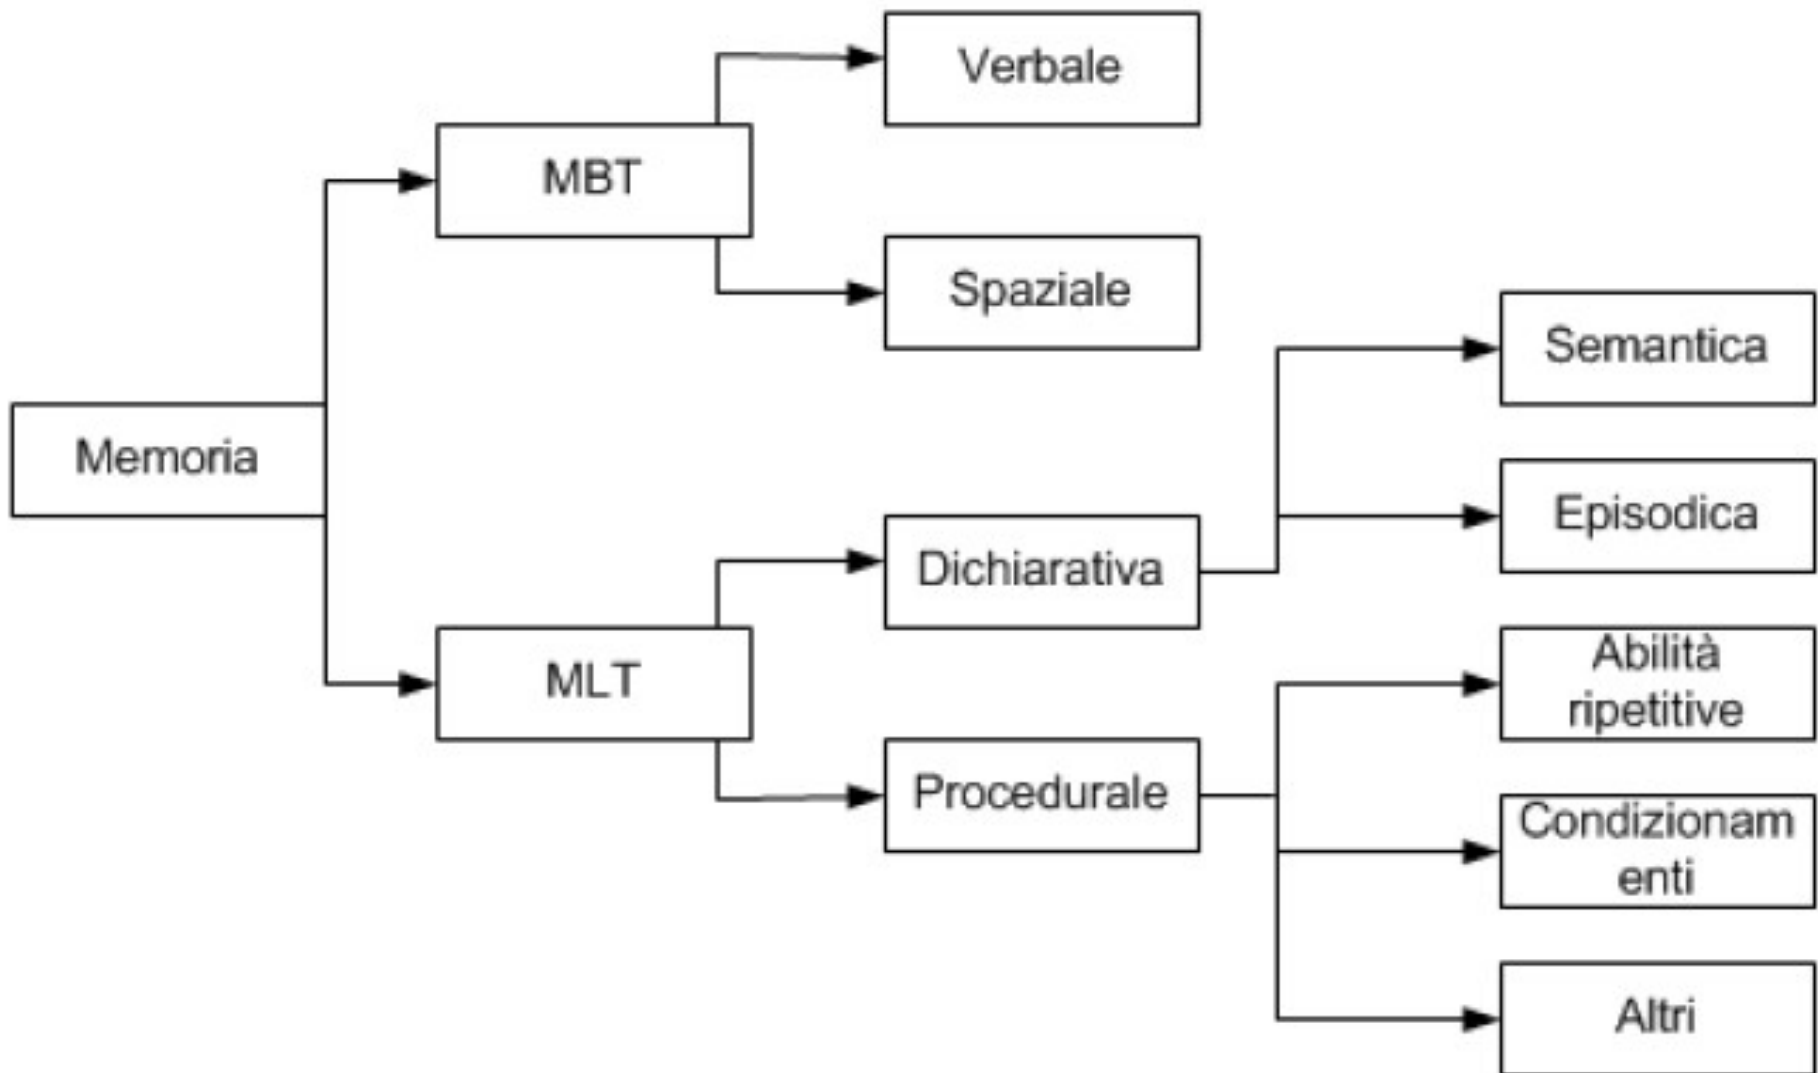 Verbale
MBT
Spaziale
Semantica
Memoria
Episodica
Dichiarativa
Abilità
ripetitive
MLT
Procedurale
Condizionam
enti
Altri